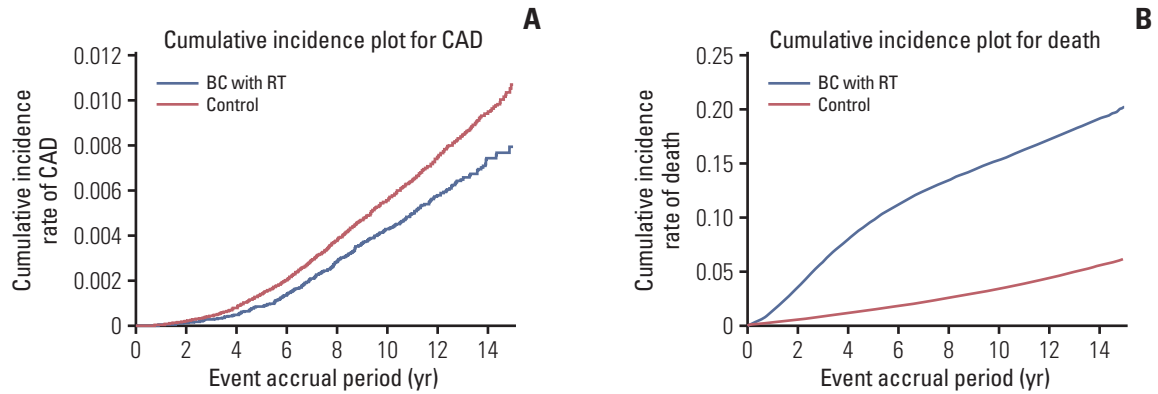 A
Cumulative incidence plot for CAD
0.012
0.010
0.008
0.006
0.004
0.002
0
BC with RT
Control
Cumulative incidence
rate of CAD
0 2 4 6 8 10 12 14
Event accrual period (yr)
B
Cumulative incidence plot for death
0.25
0.20
0.15
0.10
0.05
0
BC with RT
Control
Cumulative incidence
rate of death
0 2 4 6 8 10 12 14
Event accrual period (yr)